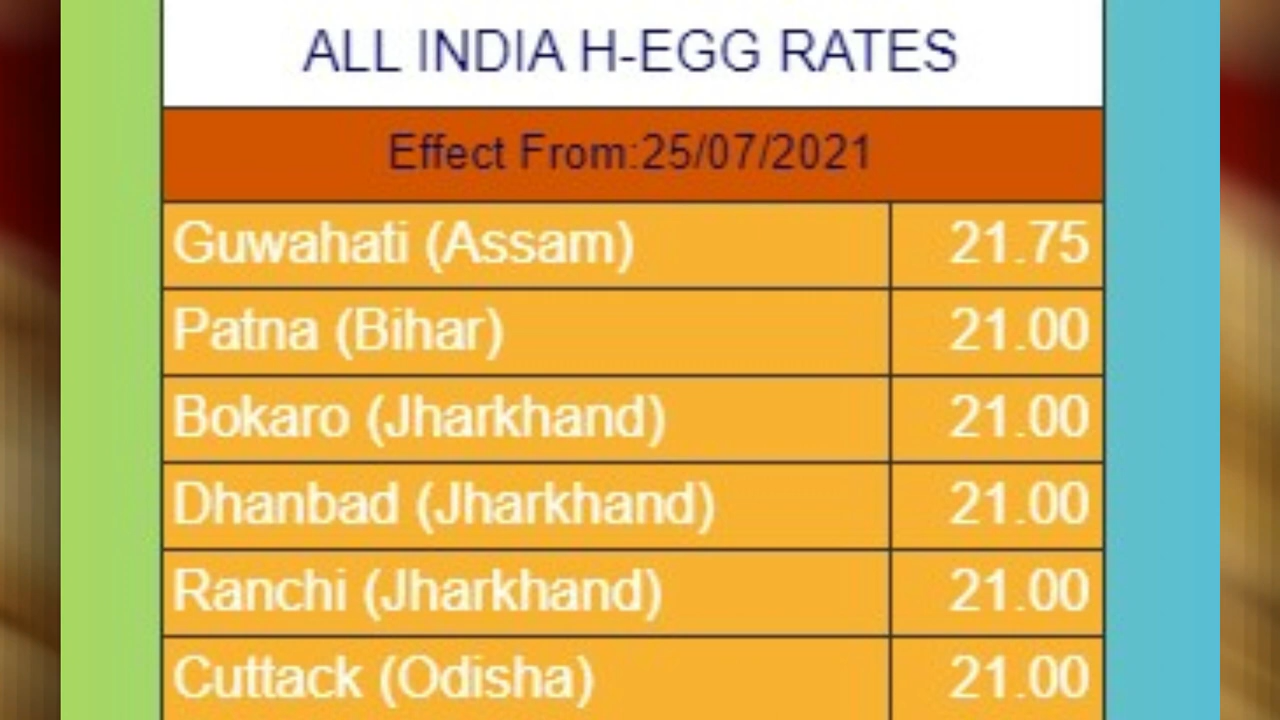 ALL INDIA H-EGG RATES
Effect From:25/07/2021
Guwahati (Assam) 21.75
Patna (Bihar) 21.00
Bokaro (Jharkhand) 21.00
Dhanbad (Jharkhand) 21.00
Ranchi (Jharkhand) 21.00
Cuttack (Odisha) 21.00